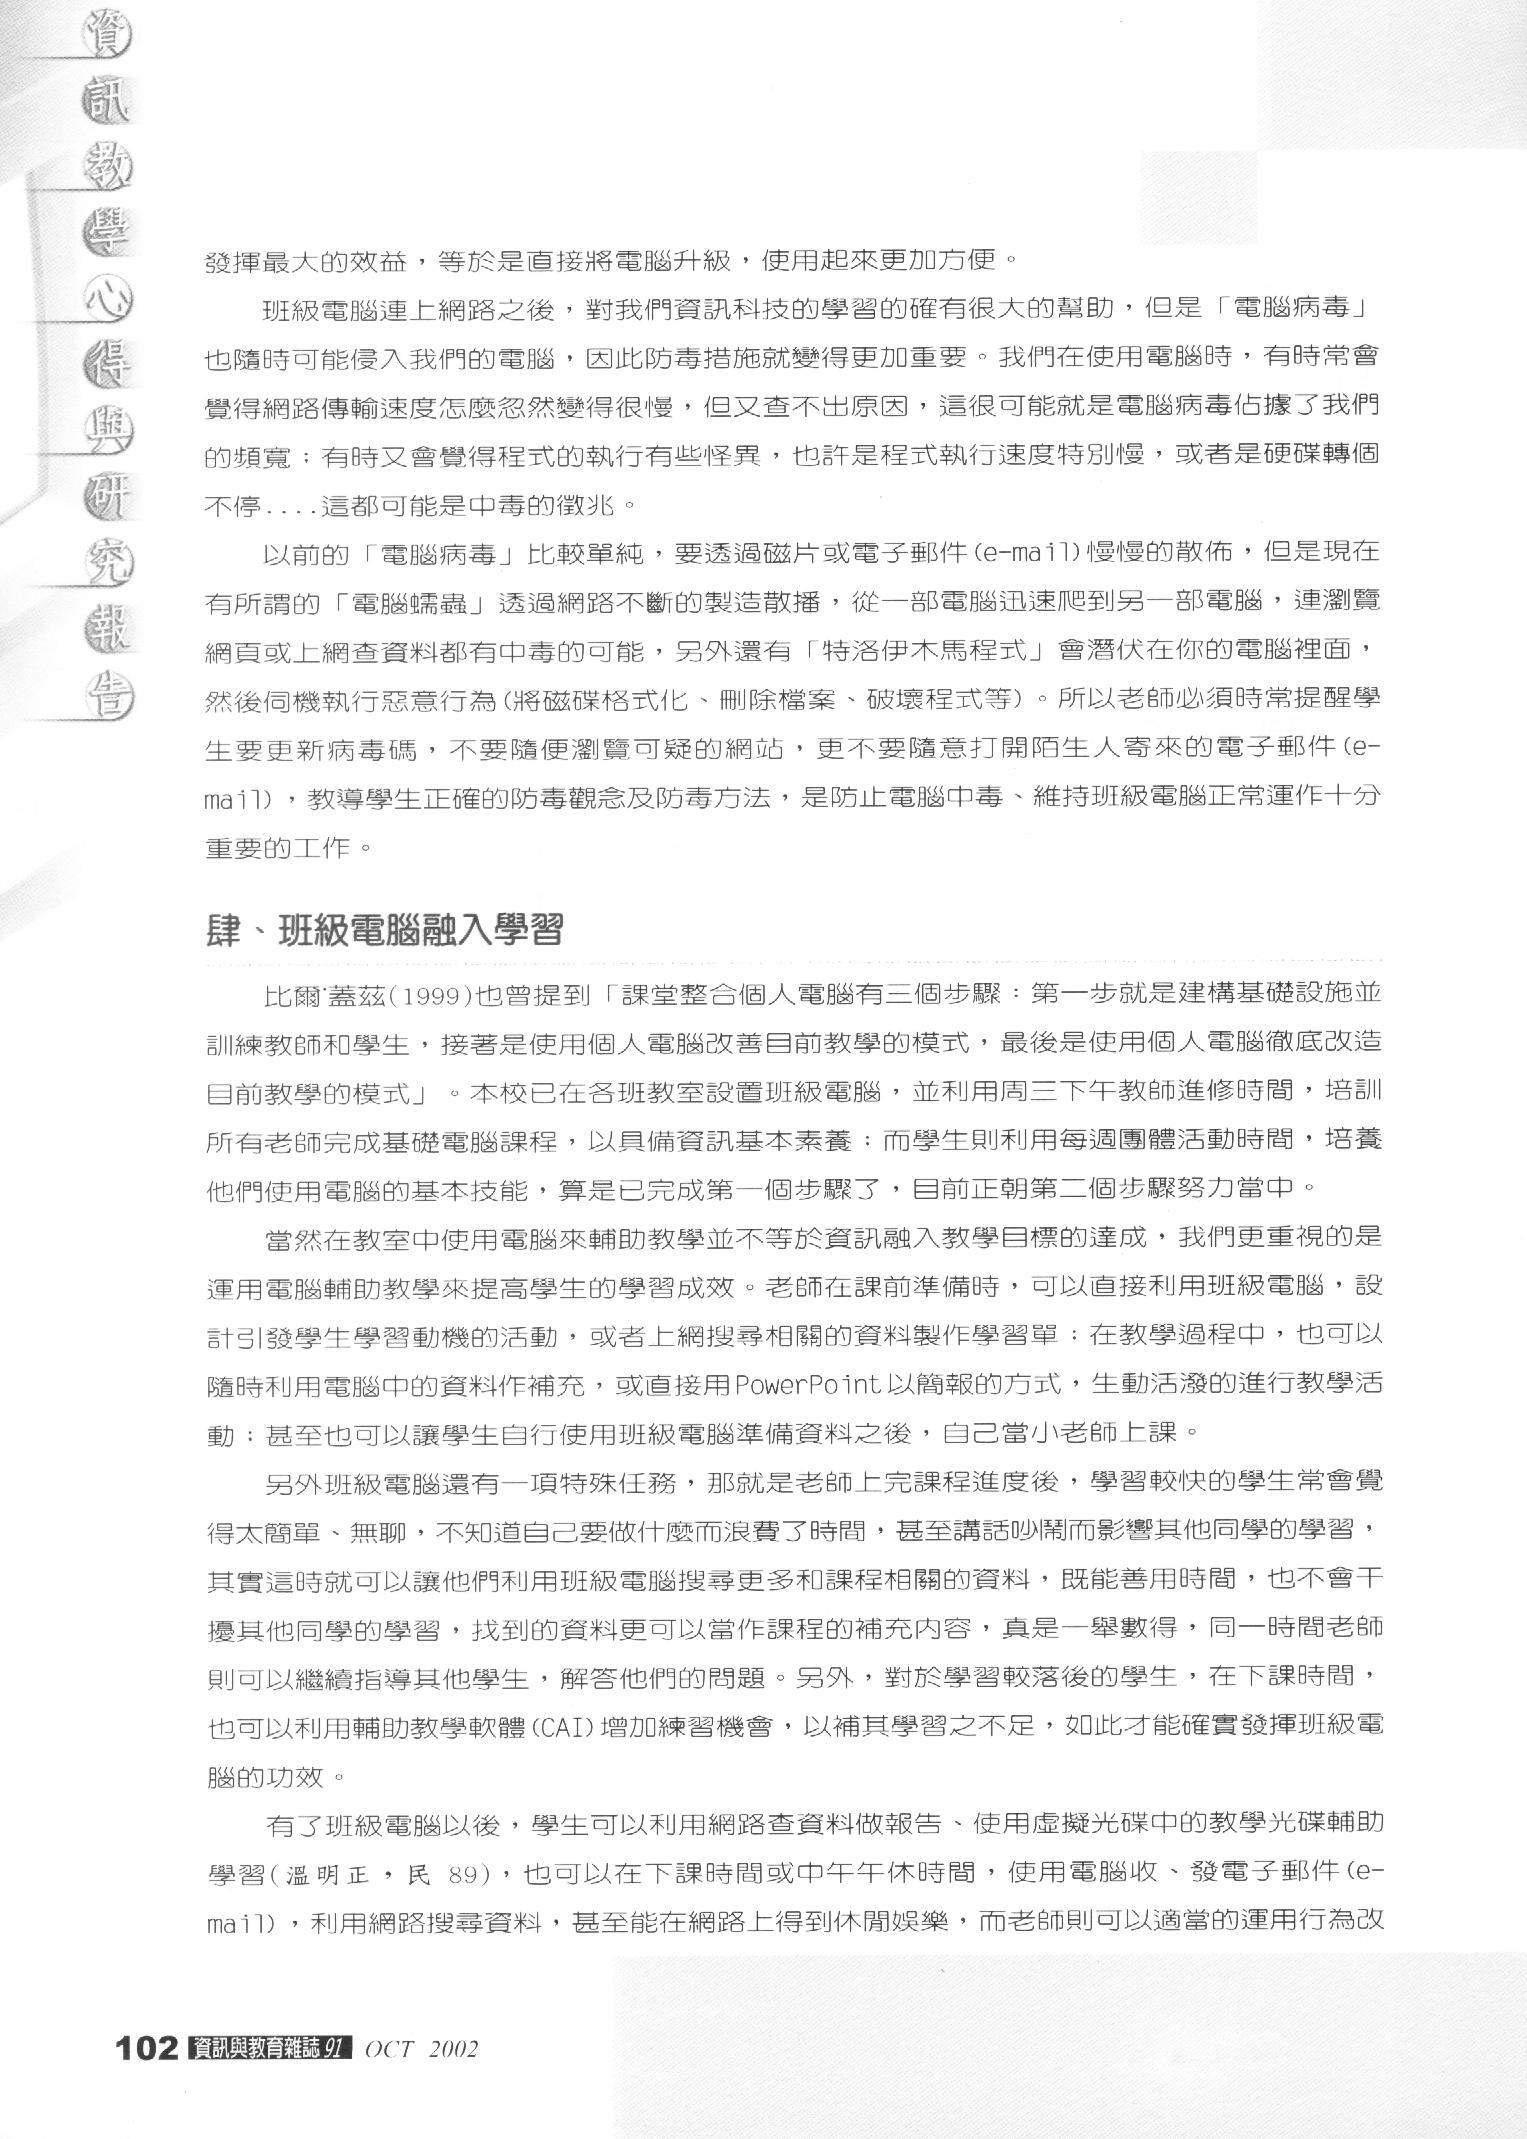 資訊教學心得與研究報告
發揮最大的效益，等於是直接將電腦升級，使用起來更加方便。
班級電腦連上網路之後，對我們資訊科技的學習的確有很大的幫助，但是「電腦病毒」
也隨時可能侵入我們的電腦，因此防毒措施就變得更加重要。我們在使用電腦時，有時常會
覺得網路傳輸速度怎麼忽然變得很慢，但又查不出原因，這很可能就是電腦病毒佔據了我們
的頻寬；有時又會覺得程式的執行有些怪異，也許是程式執行速度特別慢，或者是硬碟轉個
不停....這都可能是中毒的徵兆。
以前的「電腦病毒」比較單純，要透過磁片或電子郵件(e-mail)慢慢的散佈，但是現在
有所謂的「電腦蠕蟲」透過網路不斷的製造散播，從一部電腦迅速爬到另一部電腦，連瀏覽
網頁或上網查資料都有中毒的可能，另外還有「特洛伊木馬程式」會潛伏在你的電腦裡面，
然後伺機執行惡意行為(將磁碟格式化、刪除檔案、破壞程式等)。所以老師必須時常提醒學
生要更新病毒碼，不要隨便瀏覽可疑的網站，更不要隨意打開陌生人寄來的電子郵件(e-
mail)，教導學生正確的防毒觀念及防毒方法，是防止電腦中毒、維持班級電腦正常運作十分
重要的工作。
肆、班級電腦融入學習
比爾‧蓋茲(1999)也曾提到「課堂整合個人電腦有三個步驟：第一步就是建構基礎設施並
訓練教師和學生，接著是使用個人電腦改善目前教學的模式，最後是使用個人電腦徹底改造
目前教學的模式」。本校已在各班教室設置班級電腦，並利用周三下午教師進修時間，培訓
所有老師完成基礎電腦課程，以具備資訊基本素養；而學生則利用每週團體活動時間，培養
他們使用電腦的基本技能，算是已完成第一個步驟了，目前正朝第二個步驟努力當中。
當然在教室中使用電腦來輔助教學並不等於資訊融入教學目標的達成，我們更重視的是
運用電腦輔助教學來提高學生的學習成效。老師在課前準備時，可以直接利用班級電腦，設
計引發學生學習動機的活動，或者上網搜尋相關的資料製作學習單；在教學過程中，也可以
隨時利用電腦中的資料作補充，或直接用PowerPoint以簡報的方式，生動活潑的進行教學活
動；甚至也可以讓學生自行使用班級電腦準備資料之後，自己當小老師上課。
另外班級電腦還有一項特殊任務，那就是老師上完課程進度後，學習較快的學生常會覺
得太簡單、無聊，不知道自己要做什麼而浪費了時間，甚至講話吵鬧而影響其他同學的學習，
其實這時就可以讓他們利用班級電腦搜尋更多和課程相關的資料，既能善用時間，也不會干
擾其他同學的學習，找到的資料更可以當作課程的補充內容，真是一舉數得，同一時間老師
則可以繼續指導其他學生，解答他們的問題。另外，對於學習較落後的學生，在下課時間，
也可以利用輔助教學軟體(CAI)增加練習機會，以補其學習之不足，如此才能確實發揮班級電
腦的功效。
有了班級電腦以後，學生可以利用網路查資料做報告、使用虛擬光碟中的教學光碟輔助
學習(溫明正，民 89)，也可以在下課時間或中午午休時間，使用電腦收、發電子郵件(e-
mail)，利用網路搜尋資料，甚至能在網路上得到休閒娛樂，而老師則可以適當的運用行為改
102 資訊與教育雜誌 91 OCT 2002